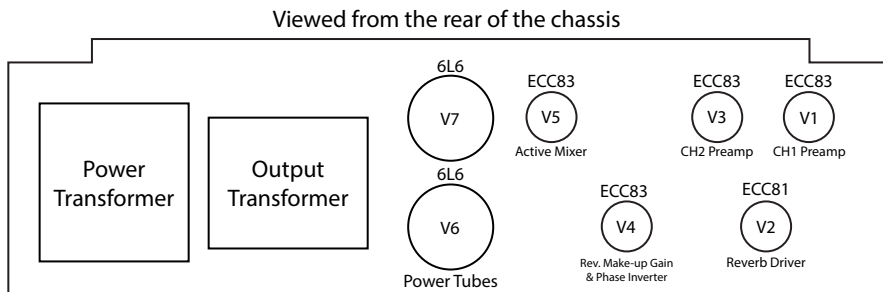 Viewed from the rear of the chassis
6L6
V7
ECC83
V5
Active Mixer
ECC83
V3
CH2 Preamp
ECC83
V1
CH1 Preamp
Power
Transformer
Output
Transformer
6L6
V6
Power Tubes
ECC83
V4
Rev. Make-up Gain
& Phase Inverter
ECC81
V2
Reverb Driver